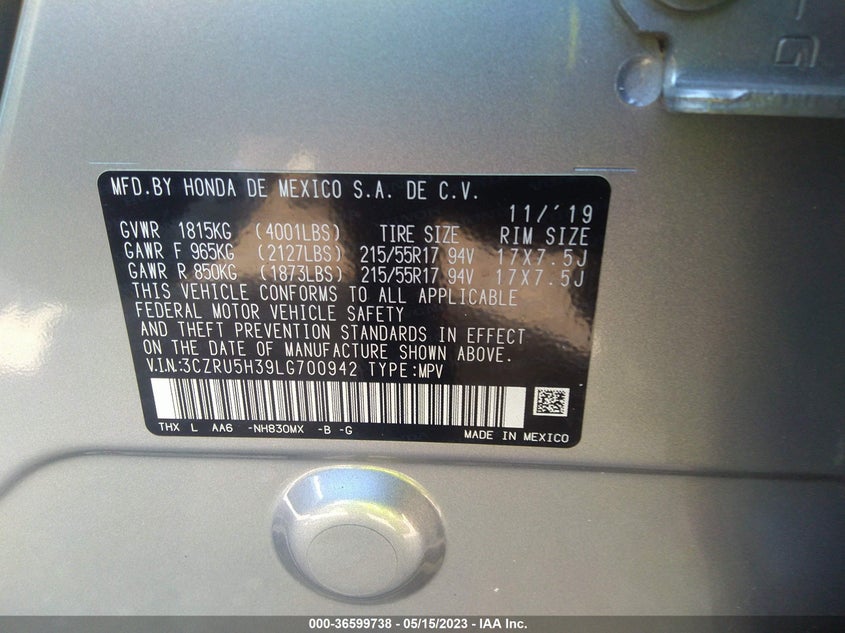 G
MFD.BY HONDA DE MEXICO S.A. DE C.V.
11/'19
GVWR 1815KG (4001LBS) TIRE SIZE RIM SIZE
GAWR F 965KG (2127LBS) 215/55R17 94V 17X7.5J
GAWR R 850KG (1873LBS) 215/55R17 94V 17X7.5J
THIS VEHICLE CONFORMS TO ALL APPLICABLE
FEDERAL MOTOR VEHICLE SAFETY
AND THEFT PREVENTION STANDARDS IN EFFECT
ON THE DATE OF MANUFACTURE SHOWN ABOVE.
V.I.N:3CZRU5H39LG700942 TYPE:MPV
THX L AA6 -NH830MX -B -G
MADE IN MEXICO
000-36599738 - 05/15/2023 - IAA Inc.